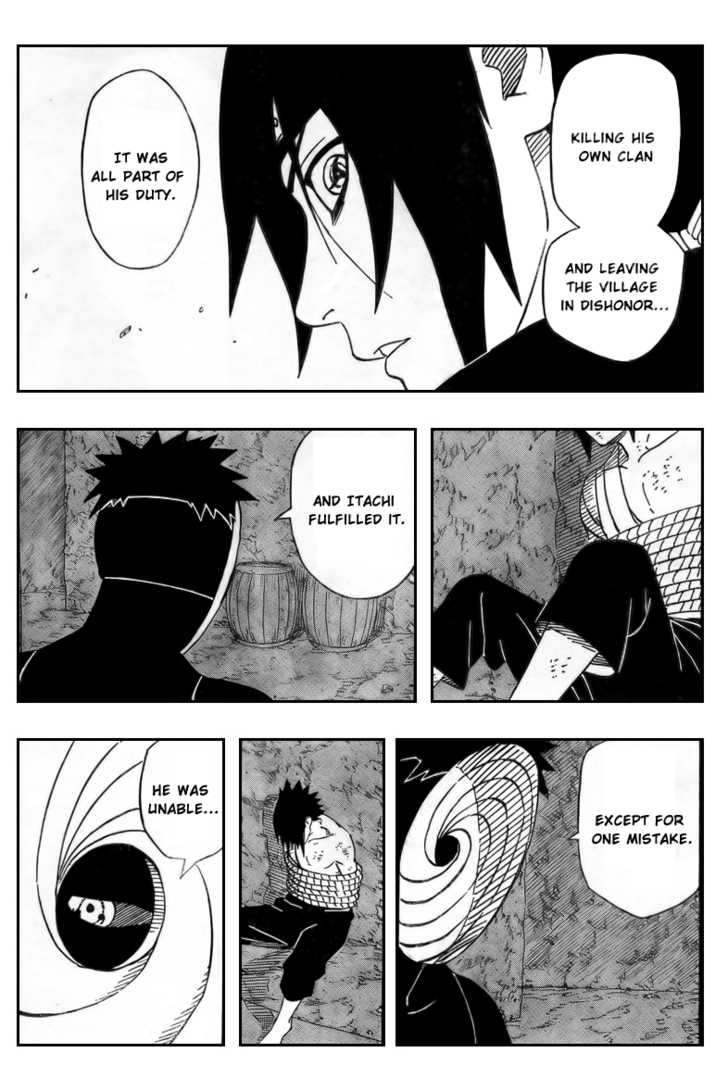 KILLING HIS
OWN CLAN
AND LEAVING
THE VILLAGE
IN DISHONOR...
IT WAS
ALL PART OF
HIS DUTY.
AND ITACHI
FULFILLED IT.
EXCEPT FOR
ONE MISTAKE.
HE WAS
UNABLE...